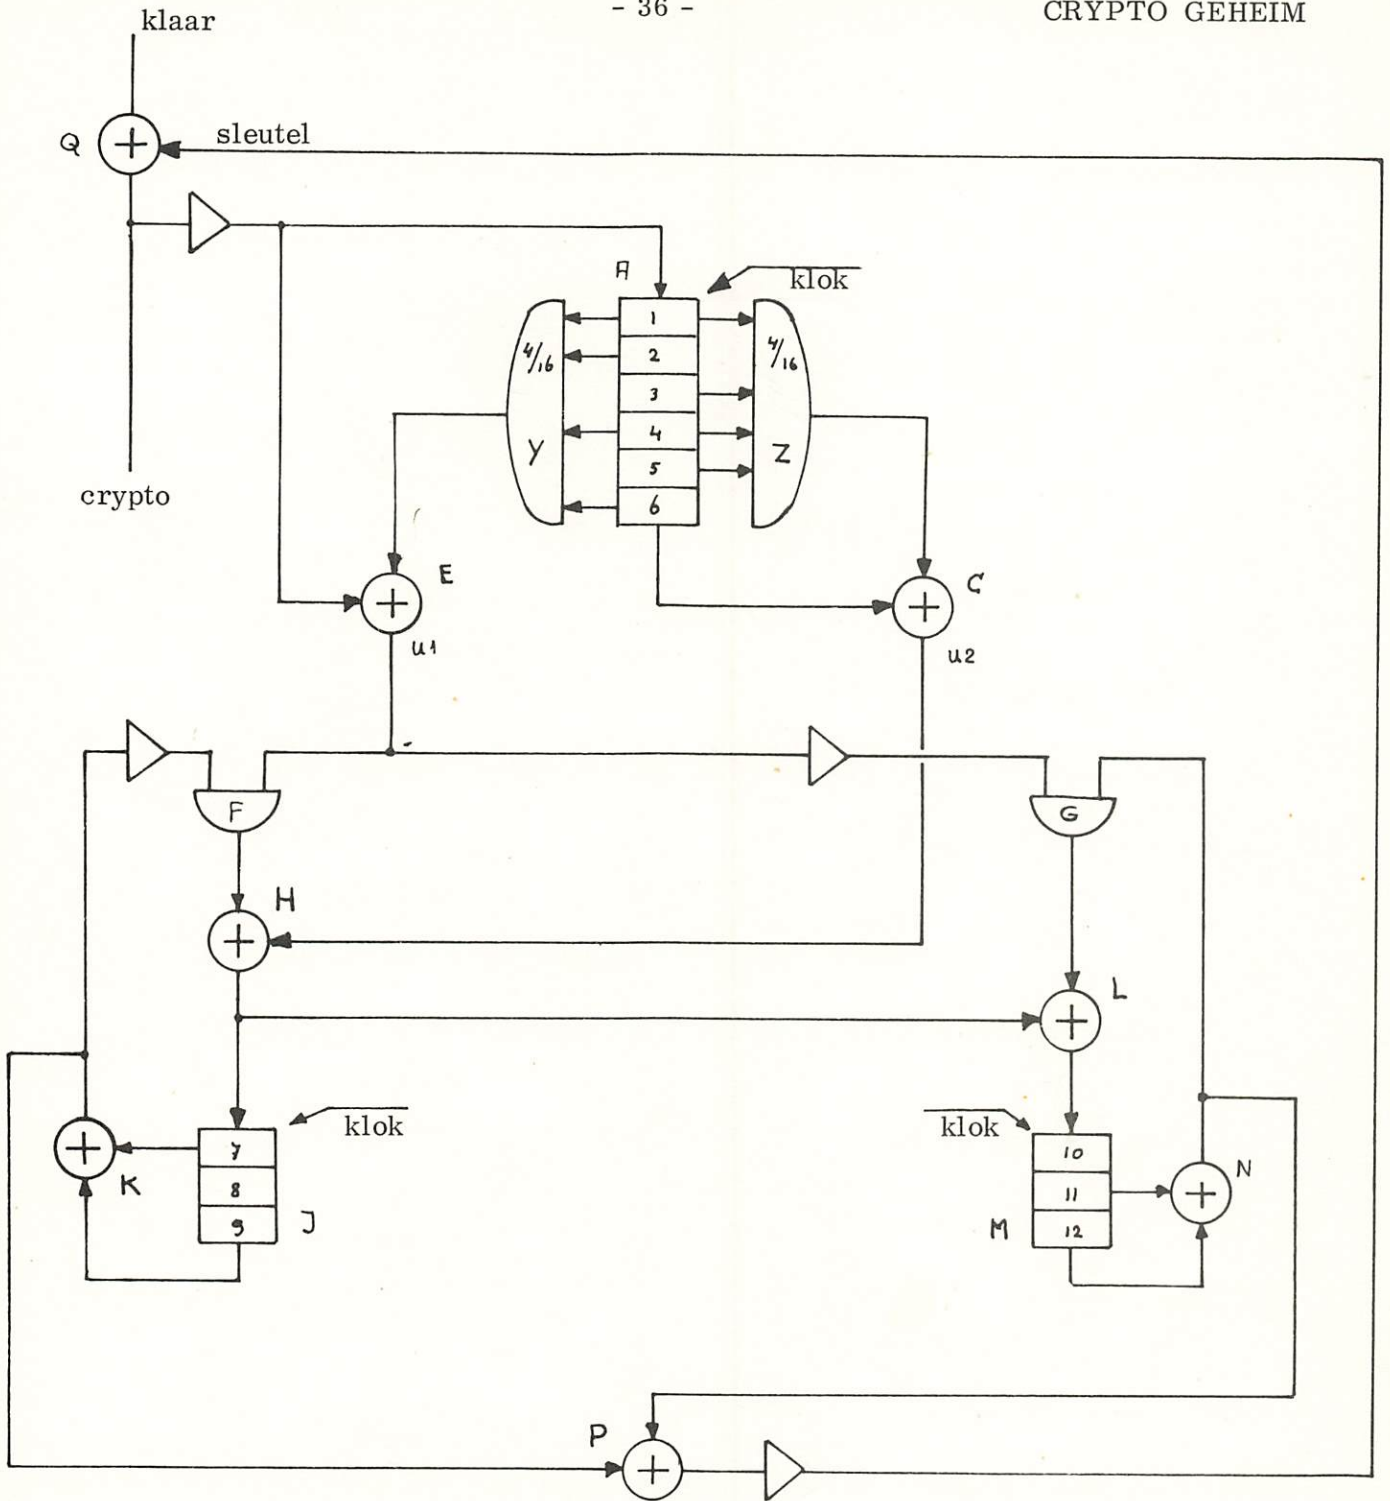 - 36 -
CRYPTO GEHEIM
klaar
Q
sleutel
A
klok
1
2
3
4
5
6
4/16
Y
4/16
Z
crypto
E
u1
C
u2
F
G
H
L
klok
klok
7
8
9
K
J
10
11
12
M
N
P